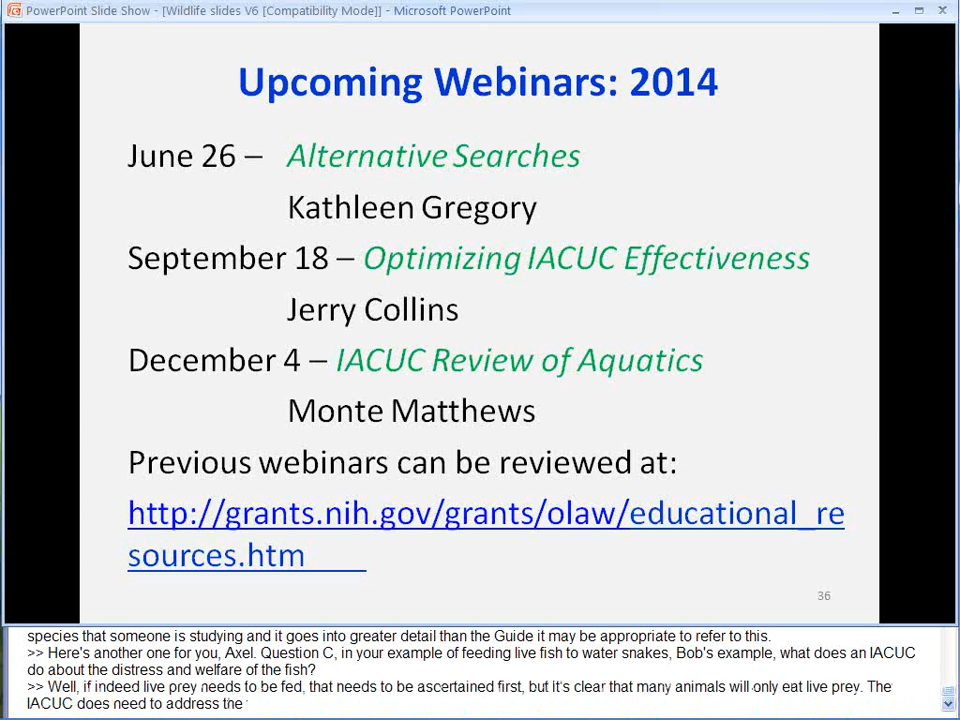 PowerPoint Slide Show - [Wildlife slides V6 [Compatibility Mode]] - Microsoft PowerPoint
Upcoming Webinars: 2014
June 26 – Alternative Searches
Kathleen Gregory
September 18 – Optimizing IACUC Effectiveness
Jerry Collins
December 4 – IACUC Review of Aquatics
Monte Matthews
Previous webinars can be reviewed at:
http://grants.nih.gov/grants/olaw/educational_re
sources.htm
36
species that someone is studying and it goes into greater detail than the Guide it may be appropriate to refer to this.
>> Here's another one for you, Axel. Question C, in your example of feeding live fish to water snakes, Bob's example, what does an IACUC
do about the distress and welfare of the fish?
>> Well, if indeed live prey needs to be fed, that needs to be ascertained first, but it's clear that many animals will only eat live prey. The
IACUC does need to address the